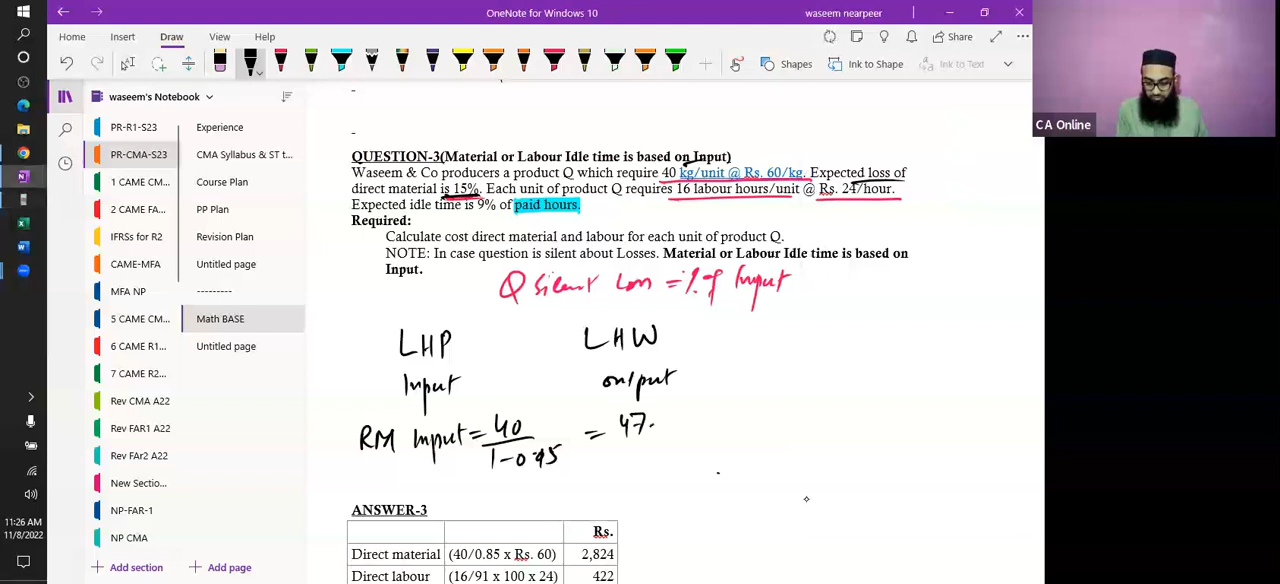 OneNote for Windows 10
waseem nearpeer
Home Insert Draw View Help
Share
Shapes
Ink to Shape
Ink to Text
waseem's Notebook
PR-R1-S23
PR-CMA-S23
1 CAME CM...
2 CAME FA...
IFRSs for R2
CAME-MFA
MFA NP
5 CAME CM...
6 CAME R1...
7 CAME R2...
Rev CMA A22
Rev FAR1 A22
Rev FAr2 A22
New Sectio...
NP-FAR-1
NP CMA
Add section
Experience
CMA Syllabus & ST t...
Course Plan
PP Plan
Revision Plan
Untitled page
---------
Math BASE
Untitled page
Add page
-
-
QUESTION-3(Material or Labour Idle time is based on Input)
Waseem & Co producers a product Q which require 40 kg/unit @ Rs. 60/kg. Expected loss of
direct material is 15%. Each unit of product Q requires 16 labour hours/unit @ Rs. 24/hour.
Expected idle time is 9% of paid hours.
Required:
Calculate cost direct material and labour for each unit of product Q.
NOTE: In case question is silent about Losses. Material or Labour Idle time is based on
Input.
Q silent Loss = % of Input
LHP LHW
Input output
RM Input = 40 = 47.
ANSWER-3
Rs.
Direct material (40/0.85 x Rs. 60) 2,824
Direct labour (16/91 x 100 x 24) 422
CA Online
11:26 AM
11/8/2022